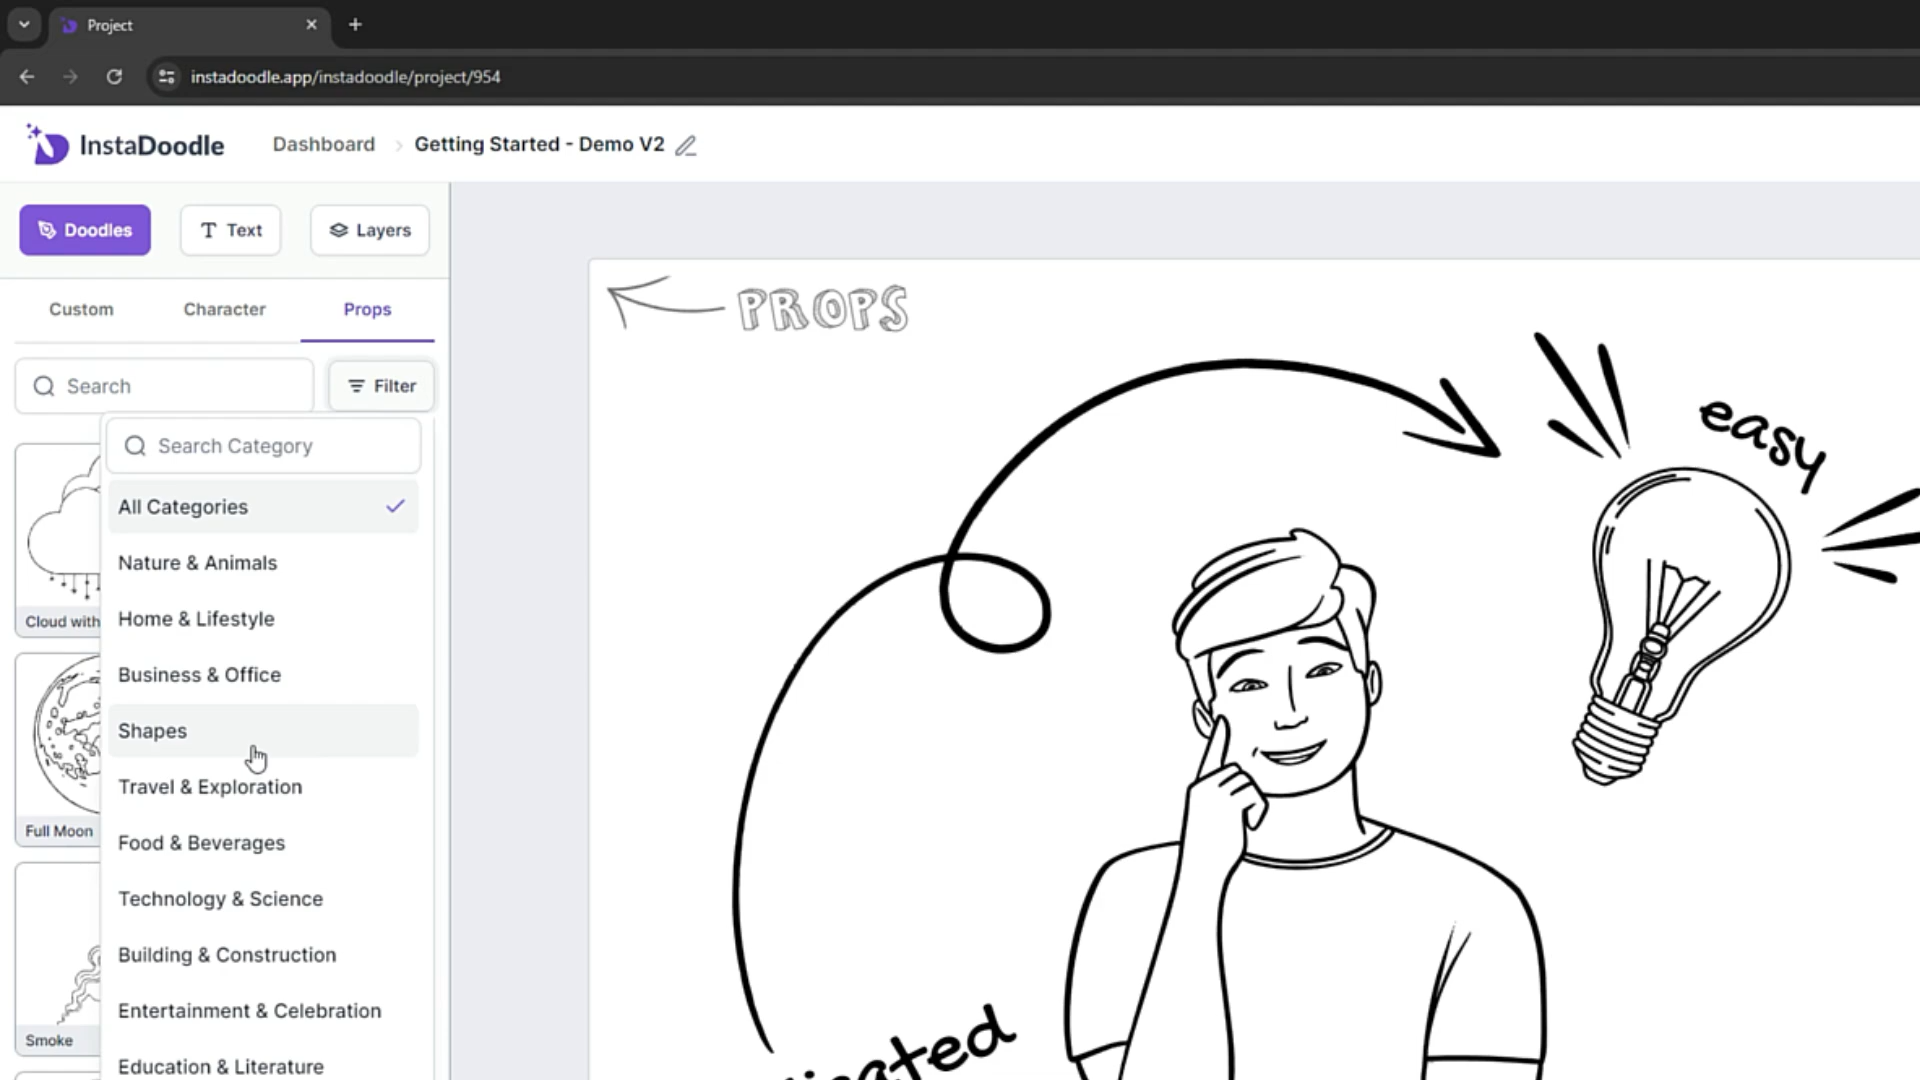 Project
instadoodle.app/instadoodle/project/954
InstaDoodle
Dashboard > Getting Started - Demo V2
Doodles
Text
Layers
Custom
Character
Props
Search
Filter
Search Category
All Categories
Nature & Animals
Home & Lifestyle
Business & Office
Shapes
Travel & Exploration
Food & Beverages
Technology & Science
Building & Construction
Entertainment & Celebration
Education & Literature
Cloud with
Full Moon
Smoke
PROPS
easy